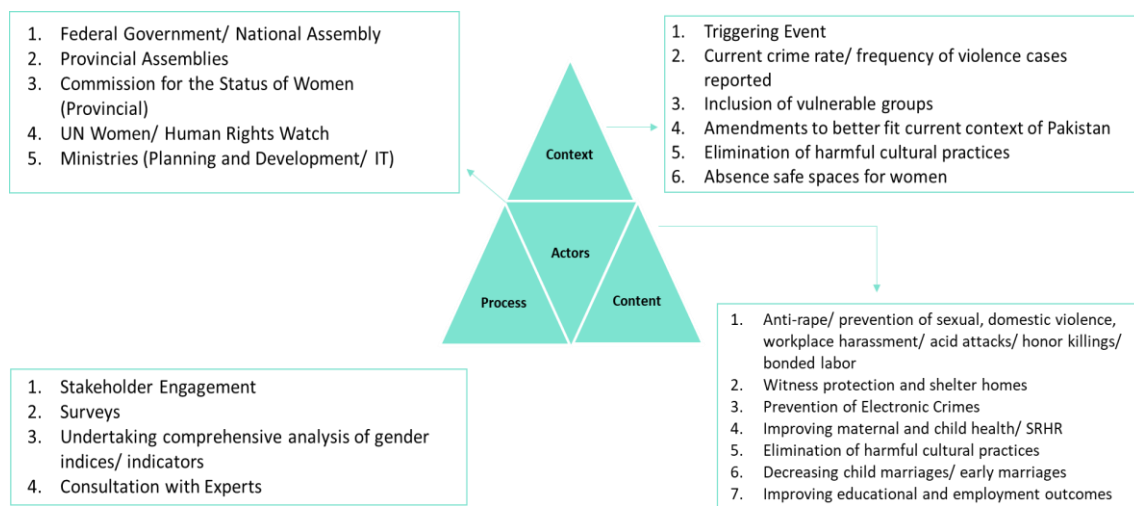 1. Federal Government/ National Assembly
2. Provincial Assemblies
3. Commission for the Status of Women
(Provincial)
4. UN Women/ Human Rights Watch
5. Ministries (Planning and Development/ IT)
1. Triggering Event
2. Current crime rate/ frequency of violence cases
reported
3. Inclusion of vulnerable groups
4. Amendments to better fit current context of Pakistan
5. Elimination of harmful cultural practices
6. Absence safe spaces for women
Context
Actors
Process
Content
1. Stakeholder Engagement
2. Surveys
3. Undertaking comprehensive analysis of gender
indices/ indicators
4. Consultation with Experts
1. Anti-rape/ prevention of sexual, domestic violence,
workplace harassment/ acid attacks/ honor killings/
bonded labor
2. Witness protection and shelter homes
3. Prevention of Electronic Crimes
4. Improving maternal and child health/ SRHR
5. Elimination of harmful cultural practices
6. Decreasing child marriages/ early marriages
7. Improving educational and employment outcomes